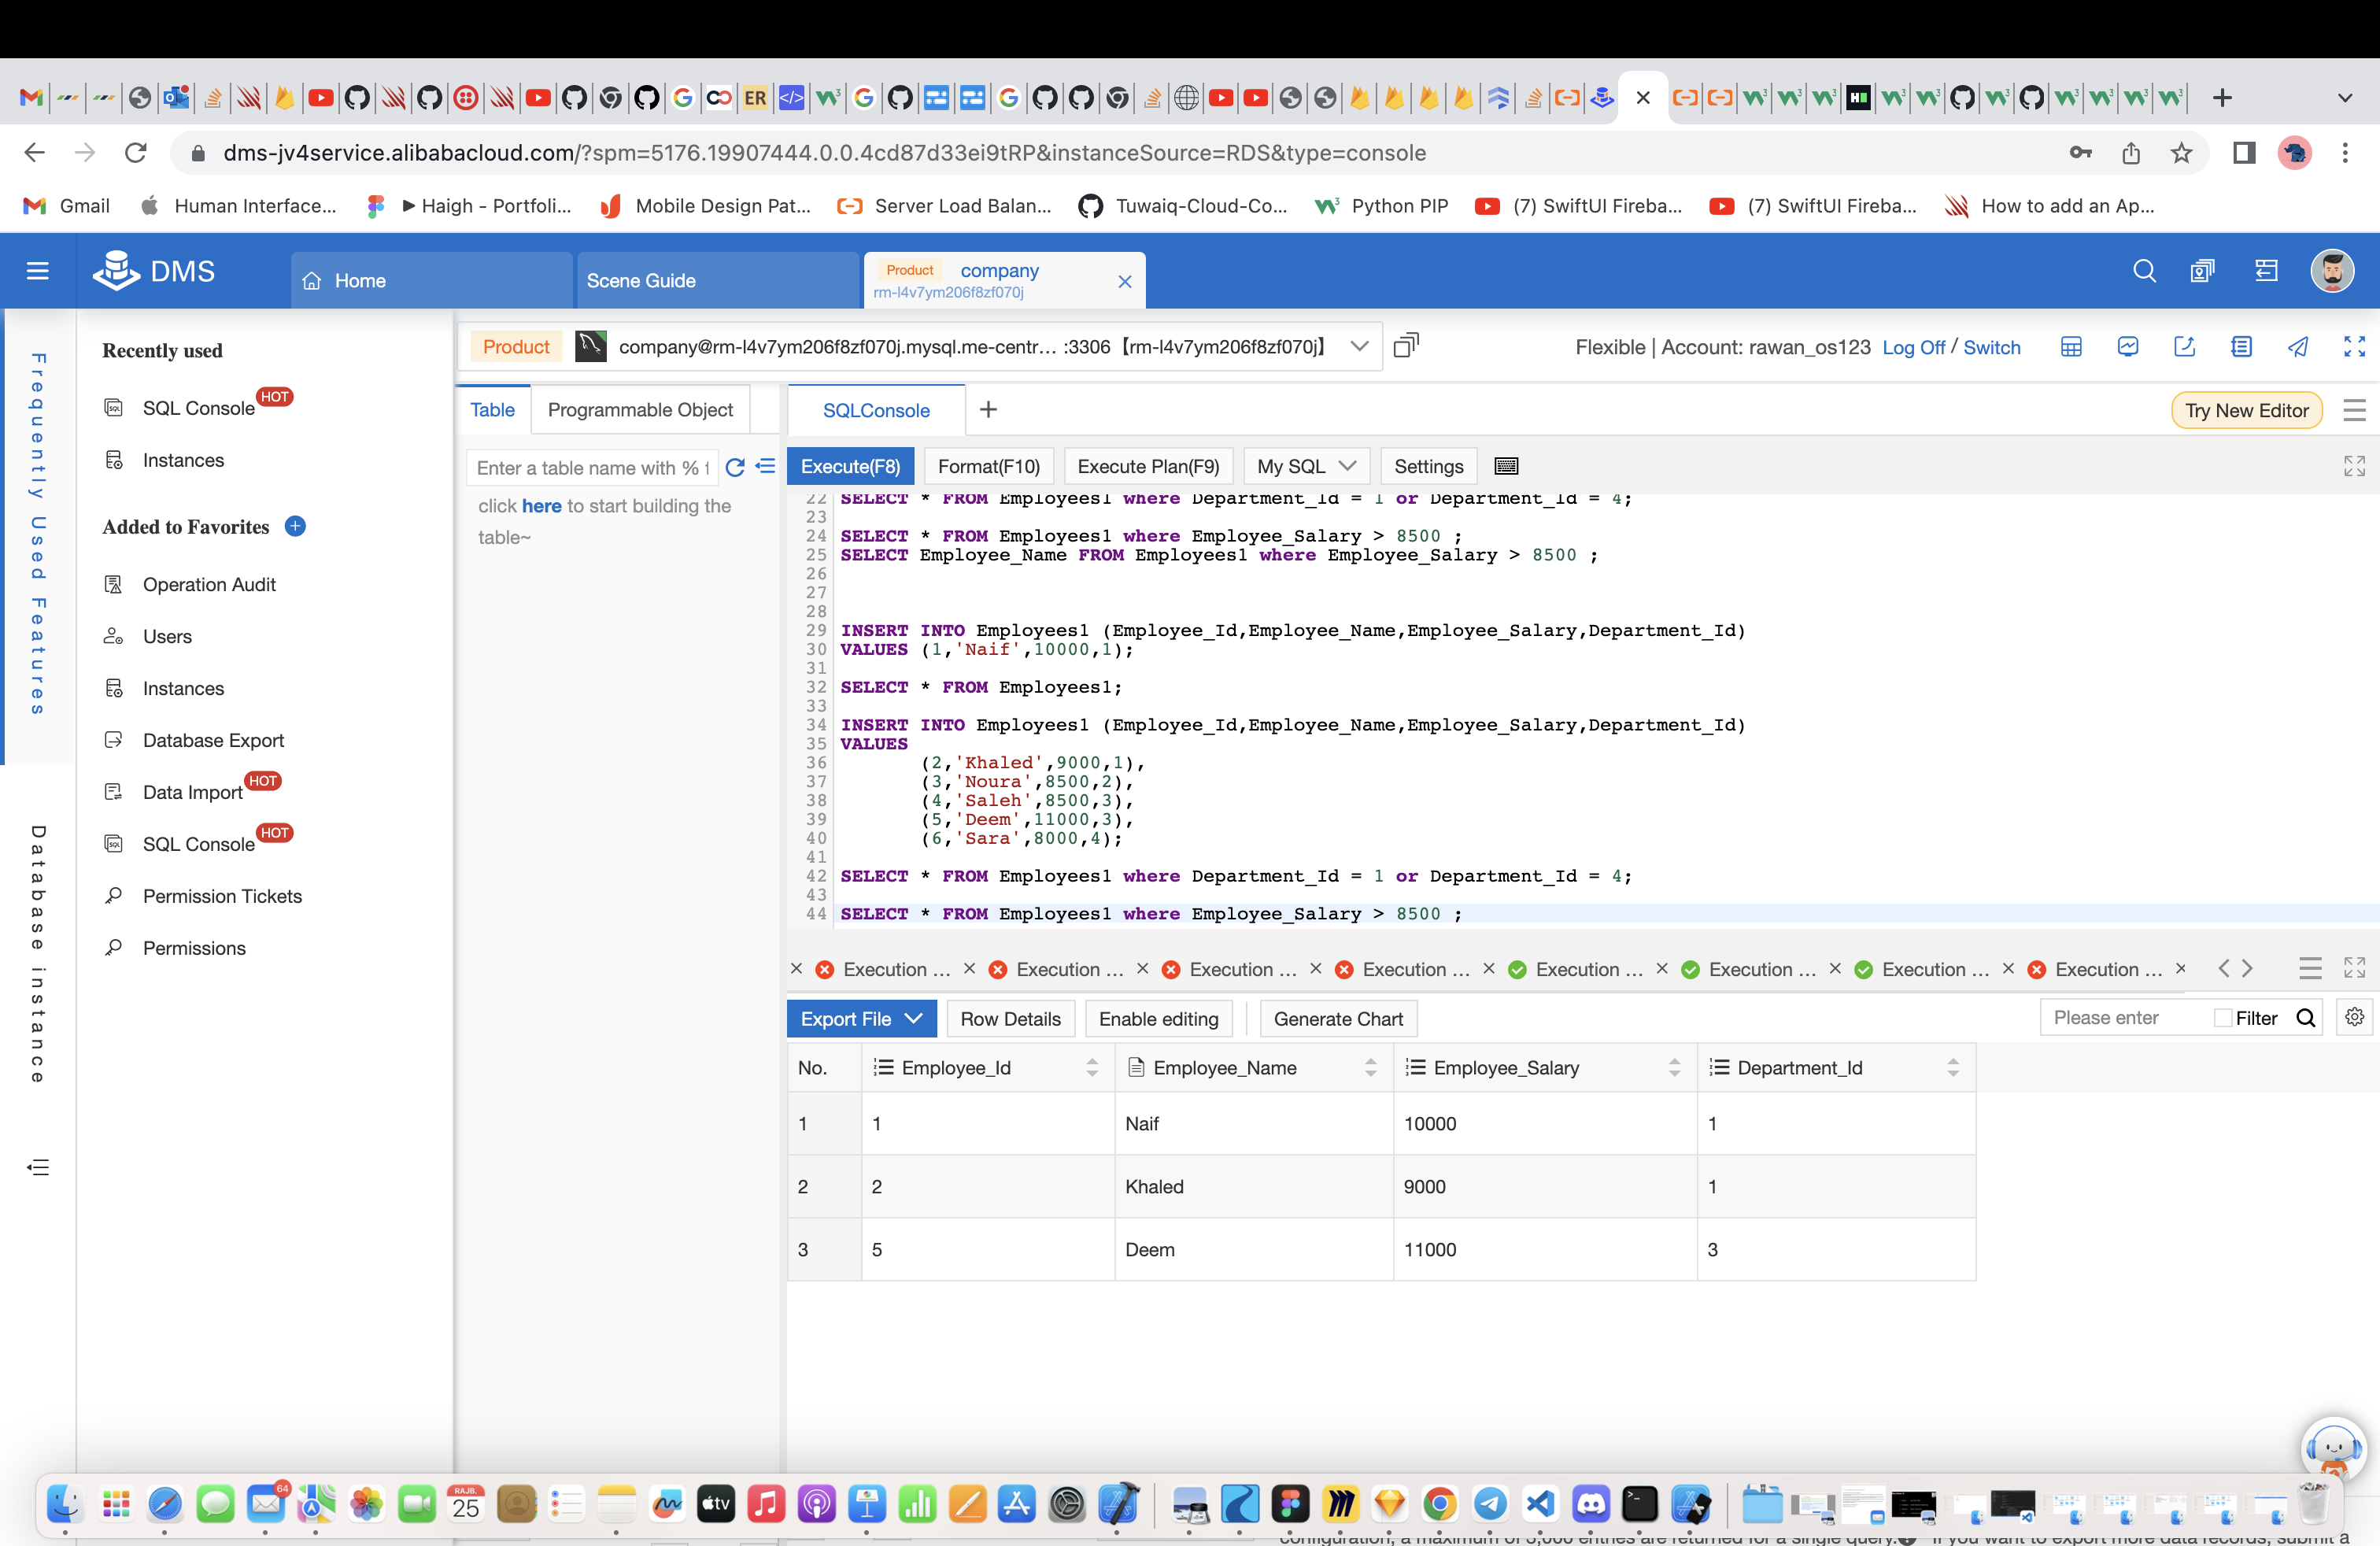 dms-jv4service.alibabacloud.com/?spm=5176.19907444.0.0.4cd87d33ei9tRP&instanceSource=RDS&type=console
Gmail
Human Interface...
► Haigh - Portfoli...
Mobile Design Pat...
Server Load Balan...
Tuwaiq-Cloud-Co...
Python PIP
(7) SwiftUI Fireba...
(7) SwiftUI Fireba...
How to add an Ap...
DMS
Home
Scene Guide
Product company
rm-l4v7ym206f8zf070j
Frequently Used Features
Database instance
Recently used
SQL Console HOT
Instances
Added to Favorites
Operation Audit
Users
Instances
Database Export
Data Import HOT
SQL Console HOT
Permission Tickets
Permissions
Product company@rm-l4v7ym206f8zf070j.mysql.me-centr... :3306【rm-l4v7ym206f8zf070j】
Flexible | Account: rawan_os123 Log Off / Switch
Table
Programmable Object
Enter a table name with %
click here to start building the
table~
SQLConsole
Try New Editor
Execute(F8)
Format(F10)
Execute Plan(F9)
My SQL
Settings
22 SELECT * FROM Employees1 where Department_Id = 1 or Department_Id = 4;
23
24 SELECT * FROM Employees1 where Employee_Salary > 8500 ;
25 SELECT Employee_Name FROM Employees1 where Employee_Salary > 8500 ;
26
27
28
29 INSERT INTO Employees1 (Employee_Id,Employee_Name,Employee_Salary,Department_Id)
30 VALUES (1,'Naif',10000,1);
31
32 SELECT * FROM Employees1;
33
34 INSERT INTO Employees1 (Employee_Id,Employee_Name,Employee_Salary,Department_Id)
35 VALUES
36 (2,'Khaled',9000,1),
37 (3,'Noura',8500,2),
38 (4,'Saleh',8500,3),
39 (5,'Deem',11000,3),
40 (6,'Sara',8000,4);
41
42 SELECT * FROM Employees1 where Department_Id = 1 or Department_Id = 4;
43
44 SELECT * FROM Employees1 where Employee_Salary > 8500 ;
Execution ... Execution ... Execution ... Execution ... Execution ... Execution ... Execution ... Execution ...
Export File
Row Details
Enable editing
Generate Chart
Please enter
Filter
No. Employee_Id Employee_Name Employee_Salary Department_Id
1 1 Naif 10000 1
2 2 Khaled 9000 1
3 5 Deem 11000 3
64
RAJB.
25
tv
configuration, a maximum of 3,000 entries are returned for a single query. If you want to export more data records, submit a